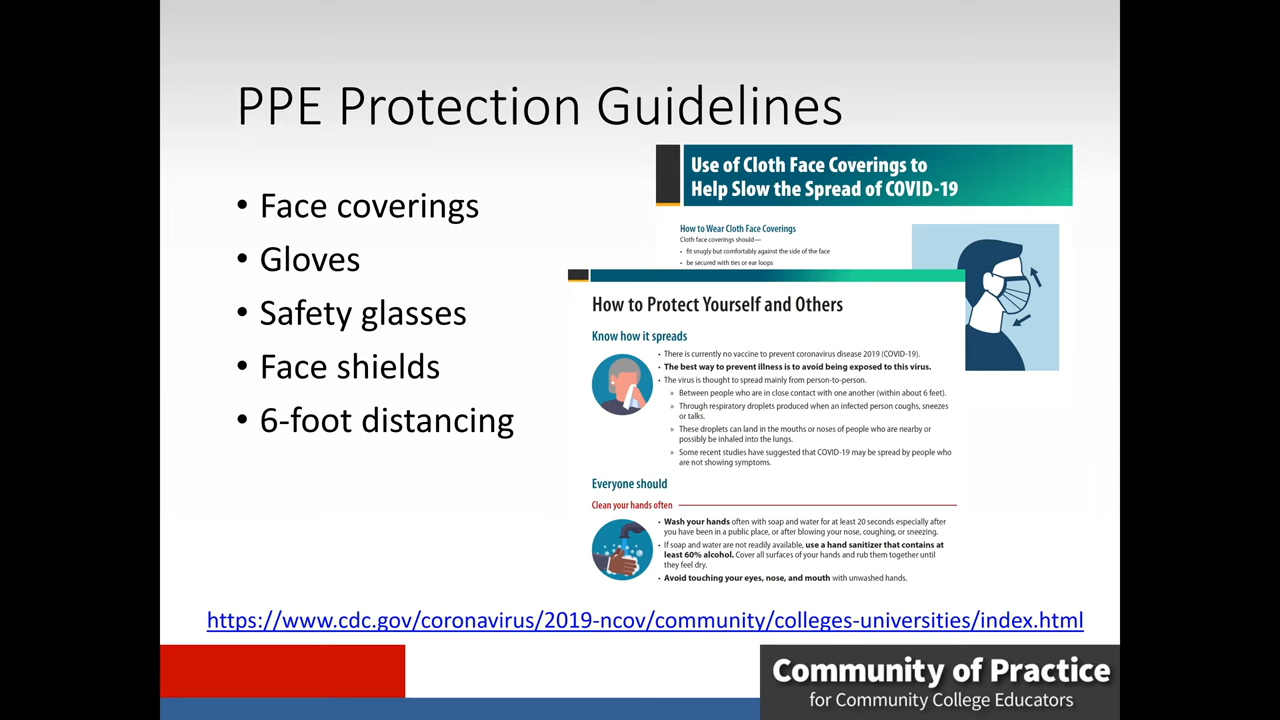 PPE Protection Guidelines
• Face coverings
• Gloves
• Safety glasses
• Face shields
• 6-foot distancing
Use of Cloth Face Coverings to
Help Slow the Spread of COVID-19
How to Wear Cloth Face Coverings
Cloth face coverings should—
• fit snugly but comfortably against the side of the face
• be secured with ties or ear loops
How to Protect Yourself and Others
Know how it spreads
• There is currently no vaccine to prevent coronavirus disease 2019 (COVID-19).
• The best way to prevent illness is to avoid being exposed to this virus.
• The virus is thought to spread mainly from person-to-person.
» Between people who are in close contact with one another (within about 6 feet).
» Through respiratory droplets produced when an infected person coughs, sneezes
or talks.
» These droplets can land in the mouths or noses of people who are nearby or
possibly be inhaled into the lungs.
» Some recent studies have suggested that COVID-19 may be spread by people who
are not showing symptoms.
Everyone should
Clean your hands often
• Wash your hands often with soap and water for at least 20 seconds especially after
you have been in a public place, or after blowing your nose, coughing, or sneezing.
• If soap and water are not readily available, use a hand sanitizer that contains at
least 60% alcohol. Cover all surfaces of your hands and rub them together until
they feel dry.
• Avoid touching your eyes, nose, and mouth with unwashed hands.
https://www.cdc.gov/coronavirus/2019-ncov/community/colleges-universities/index.html
Community of Practice
for Community College Educators